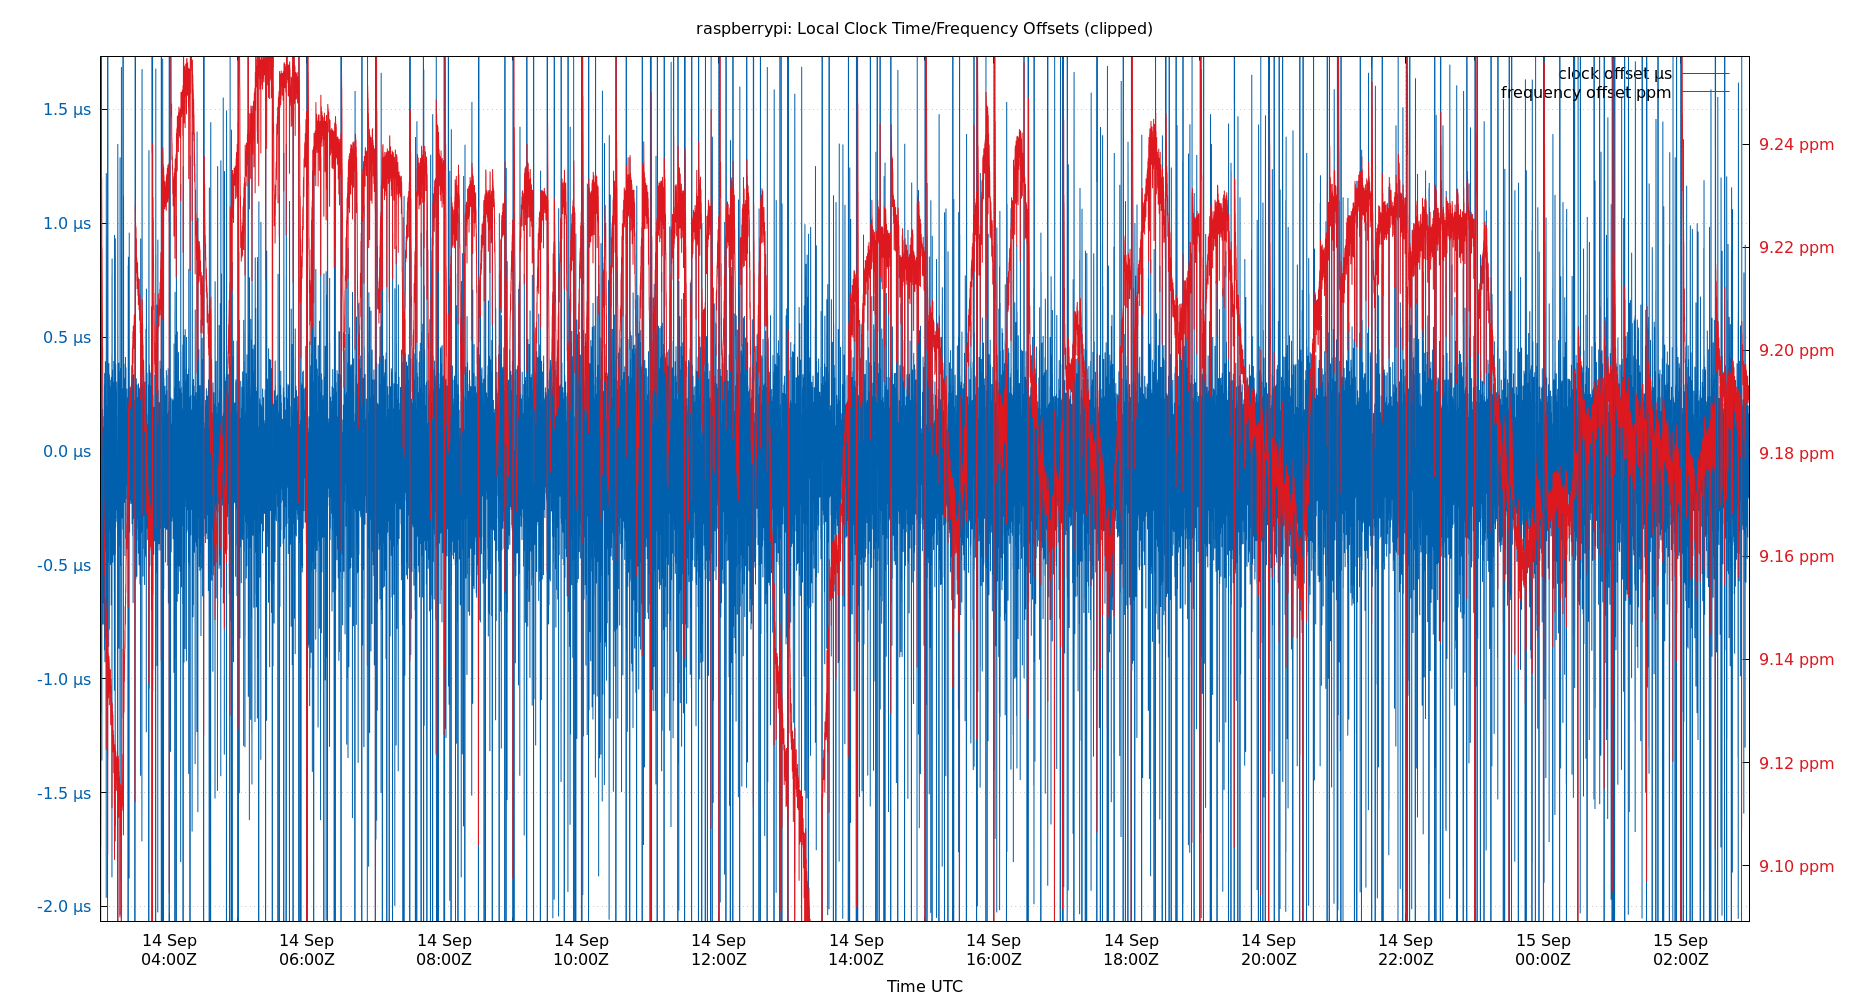 raspberrypi: Local Clock Time/Frequency Offsets (clipped)
clock offset µs
frequency offset ppm
1.5 µs
1.0 µs
0.5 µs
0.0 µs
-0.5 µs
-1.0 µs
-1.5 µs
-2.0 µs
9.24 ppm
9.22 ppm
9.20 ppm
9.18 ppm
9.16 ppm
9.14 ppm
9.12 ppm
9.10 ppm
14 Sep 14 Sep 14 Sep 14 Sep 14 Sep 14 Sep 14 Sep 14 Sep 14 Sep 14 Sep 15 Sep 15 Sep
04:00Z 06:00Z 08:00Z 10:00Z 12:00Z 14:00Z 16:00Z 18:00Z 20:00Z 22:00Z 00:00Z 02:00Z
Time UTC